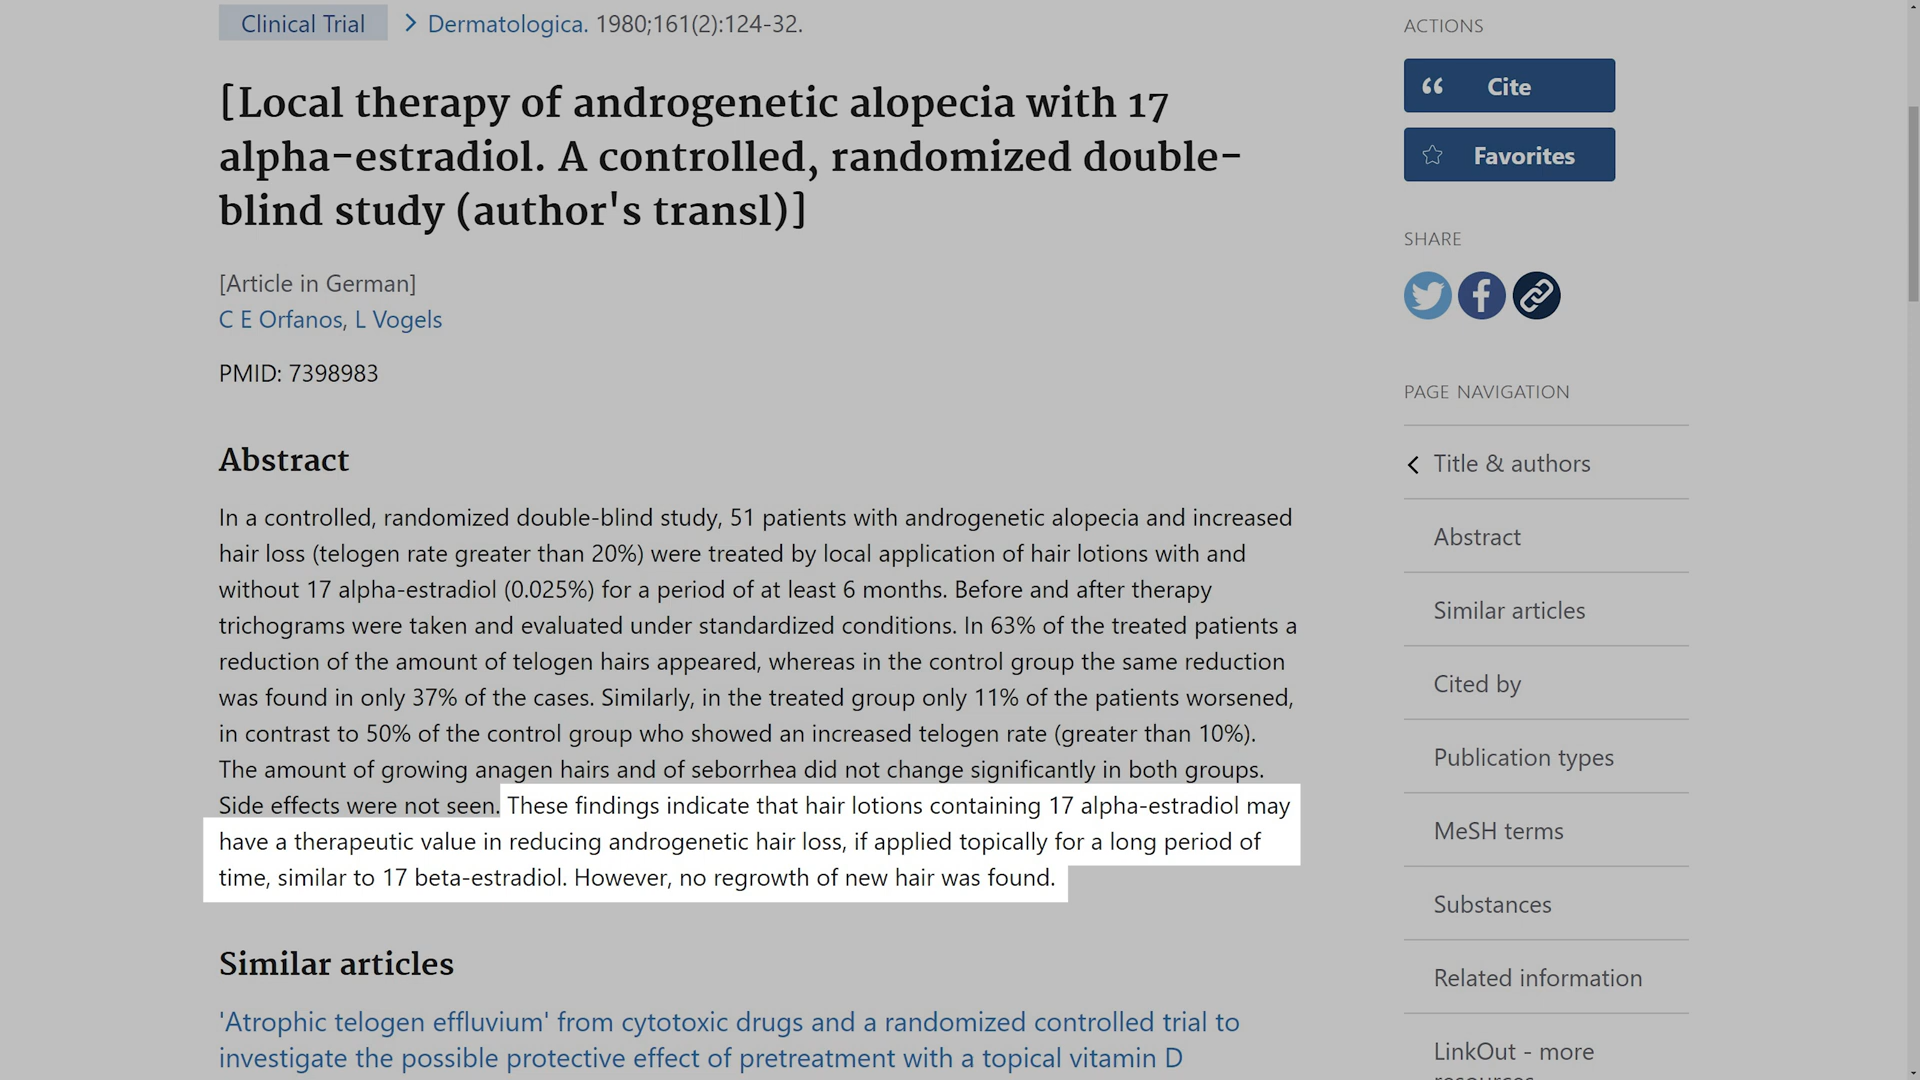 Clinical Trial > Dermatologica. 1980;161(2):124-32.
[Local therapy of androgenetic alopecia with 17
alpha-estradiol. A controlled, randomized double-
blind study (author's transl)]
[Article in German]
C E Orfanos, L Vogels
PMID: 7398983
Abstract
In a controlled, randomized double-blind study, 51 patients with androgenetic alopecia and increased
hair loss (telogen rate greater than 20%) were treated by local application of hair lotions with and
without 17 alpha-estradiol (0.025%) for a period of at least 6 months. Before and after therapy
trichograms were taken and evaluated under standardized conditions. In 63% of the treated patients a
reduction of the amount of telogen hairs appeared, whereas in the control group the same reduction
was found in only 37% of the cases. Similarly, in the treated group only 11% of the patients worsened,
in contrast to 50% of the control group who showed an increased telogen rate (greater than 10%).
The amount of growing anagen hairs and of seborrhea did not change significantly in both groups.
Side effects were not seen. These findings indicate that hair lotions containing 17 alpha-estradiol may
have a therapeutic value in reducing androgenetic hair loss, if applied topically for a long period of
time, similar to 17 beta-estradiol. However, no regrowth of new hair was found.
Similar articles
'Atrophic telogen effluvium' from cytotoxic drugs and a randomized controlled trial to
investigate the possible protective effect of pretreatment with a topical vitamin D
ACTIONS
Cite
Favorites
SHARE
PAGE NAVIGATION
Title & authors
Abstract
Similar articles
Cited by
Publication types
MeSH terms
Substances
Related information
LinkOut - more
resources